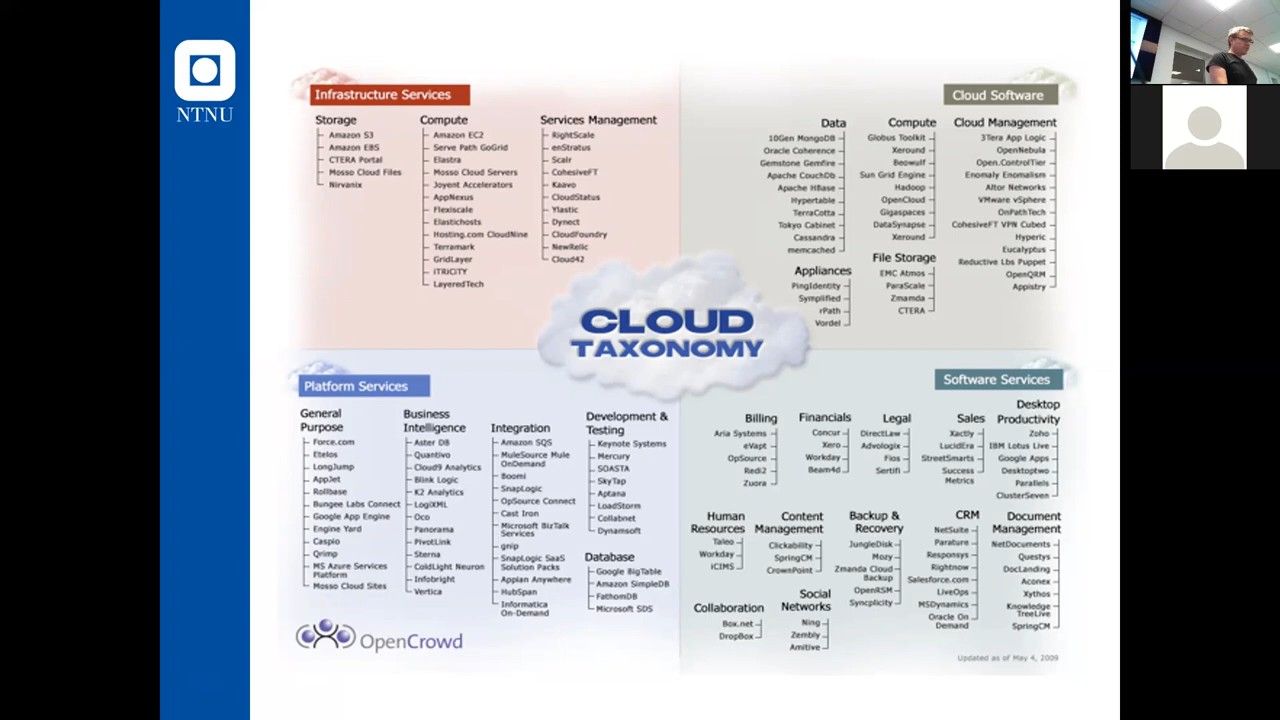 NTNU
Infrastructure Services
Storage
Amazon S3
Amazon EBS
CTERA Portal
Mosso Cloud Files
Nirvanix
Compute
Amazon EC2
Serve Path GoGrid
Elastra
Mosso Cloud Servers
Joyent Accelerators
AppNexus
Flexiscale
Elastichosts
Hosting.com CloudNine
Terramark
GridLayer
iTRiCiTY
LayeredTech
Services Management
RightScale
enStratus
Scalr
CohesiveFT
Kaavo
CloudStatus
Ylastic
Dynect
CloudFoundry
NewRelic
Cloud42
Cloud Software
Data
10Gen MongoDB
Oracle Coherence
Gemstone Gemfire
Apache CouchDb
Apache HBase
Hypertable
TerraCotta
Tokyo Cabinet
Cassandra
memcached
Appliances
PingIdentity
Symplified
rPath
Vordel
Compute
Globus Toolkit
Xeround
Beowulf
Sun Grid Engine
Hadoop
OpenCloud
Gigaspaces
DataSynapse
Xeround
File Storage
EMC Atmos
ParaScale
Zmamda
CTERA
Cloud Management
3Tera App Logic
OpenNebula
Open.ControlTier
Enomaly Enomalism
Altor Networks
VMware vSphere
OnPathTech
CohesiveFT VPN Cubed
Hyperic
Eucalyptus
Reductive Lbs Puppet
OpenQRM
Appistry
CLOUD
TAXONOMY
Platform Services
General
Purpose
Force.com
Etelos
LongJump
AppJet
Rollbase
Bungee Labs Connect
Google App Engine
Engine Yard
Caspio
Qrimp
MS Azure Services
Platform
Mosso Cloud Sites
Business
Intelligence
Aster DB
Quantivo
Cloud9 Analytics
Blink Logic
K2 Analytics
LogiXML
Oco
Panorama
PivotLink
Sterna
ColdLight Neuron
Infobright
Vertica
Integration
Amazon SQS
MuleSource Mule
OnDemand
Boomi
SnapLogic
OpSource Connect
Cast Iron
Microsoft BizTalk
Services
gnip
SnapLogic SaaS
Solution Packs
Appian Anywhere
HubSpan
Informatica
On-Demand
Development &
Testing
Keynote Systems
Mercury
SOASTA
SkyTap
Aptana
LoadStorm
Collabnet
Dynamsoft
Database
Google BigTable
Amazon SimpleDB
FathomDB
Microsoft SDS
OpenCrowd
Software Services
Billing
Aria Systems
eVapt
OpSource
Redi2
Zuora
Financials
Concur
Xero
Workday
Beam4d
Legal
DirectLaw
Advologix
Fios
Sertifi
Sales
Xactly
LucidEra
StreetSmarts
Success
Metrics
Desktop
Productivity
Zoho
IBM Lotus Live
Google Apps
Desktoptwo
Parallels
ClusterSeven
Human
Resources
Taleo
Workday
iCIMS
Content
Management
Clickability
SpringCM
CrownPoint
Backup &
Recovery
JungleDisk
Mozy
Zmanda Cloud
Backup
OpenRSM
Syncplicity
CRM
NetSuite
Parature
Responsys
Rightnow
Salesforce.com
LiveOps
MSDynamics
Oracle On
Demand
Document
Management
NetDocuments
Questys
DocLanding
Aconex
Xythos
Knowledge
TreeLive
SpringCM
Collaboration
Box.net
DropBox
Social
Networks
Ning
Zembly
Amitive
Updated as of May 4, 2009